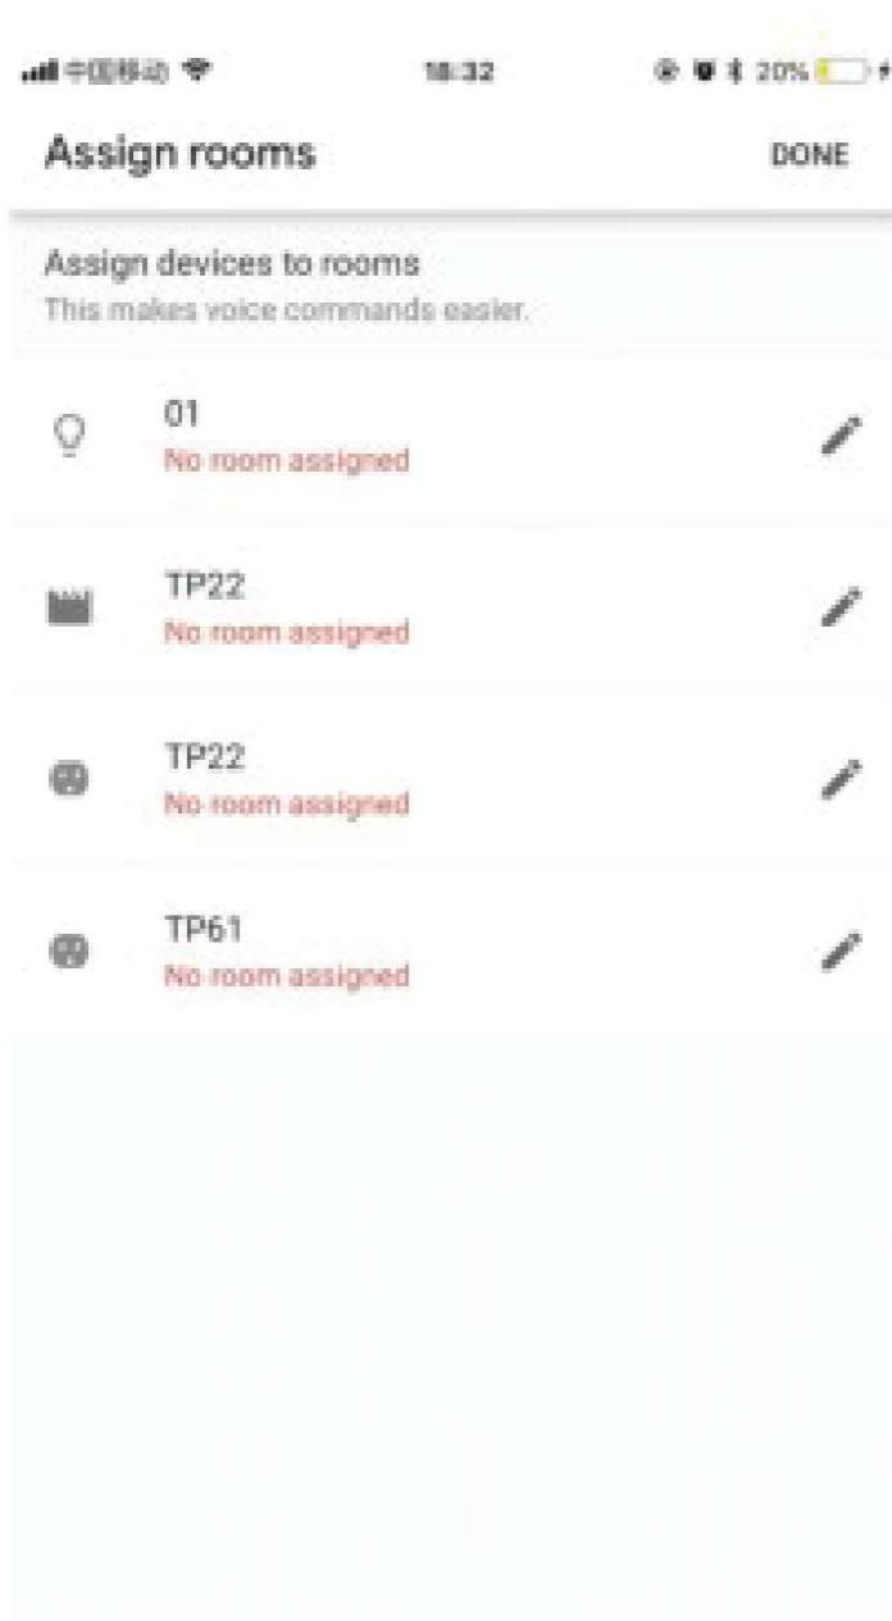 中国移动 18:32 20%
Assign rooms DONE
Assign devices to rooms
This makes voice commands easier.
01
No room assigned
TP22
No room assigned
TP22
No room assigned
TP61
No room assigned